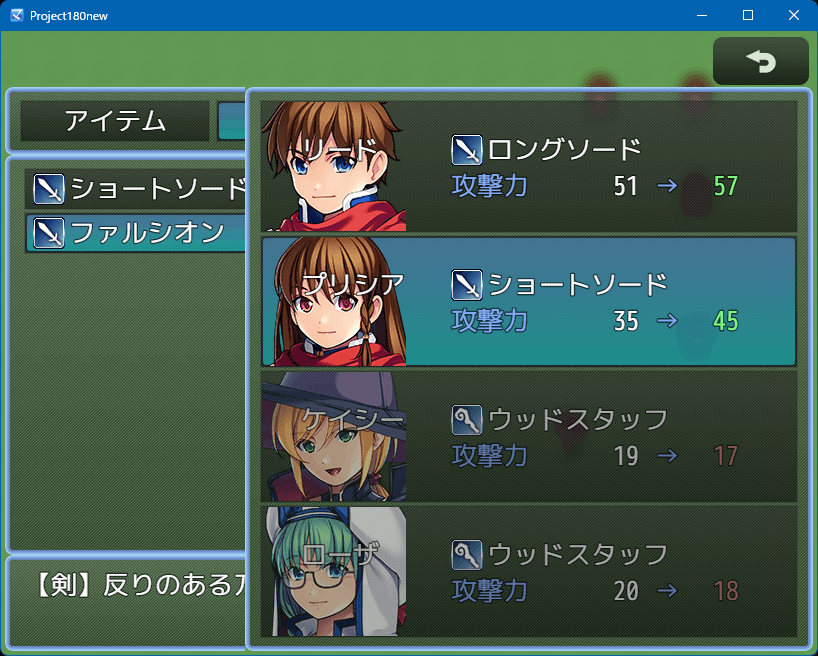 Project180new
アイテム
ショートソード
ファルシオン
リード
ロングソード
攻撃力 51 → 57
プリシア
ショートソード
攻撃力 35 → 45
ケイシー
ウッドスタッフ
攻撃力 19 → 17
ローザ
ウッドスタッフ
攻撃力 20 → 18
【剣】反りのある